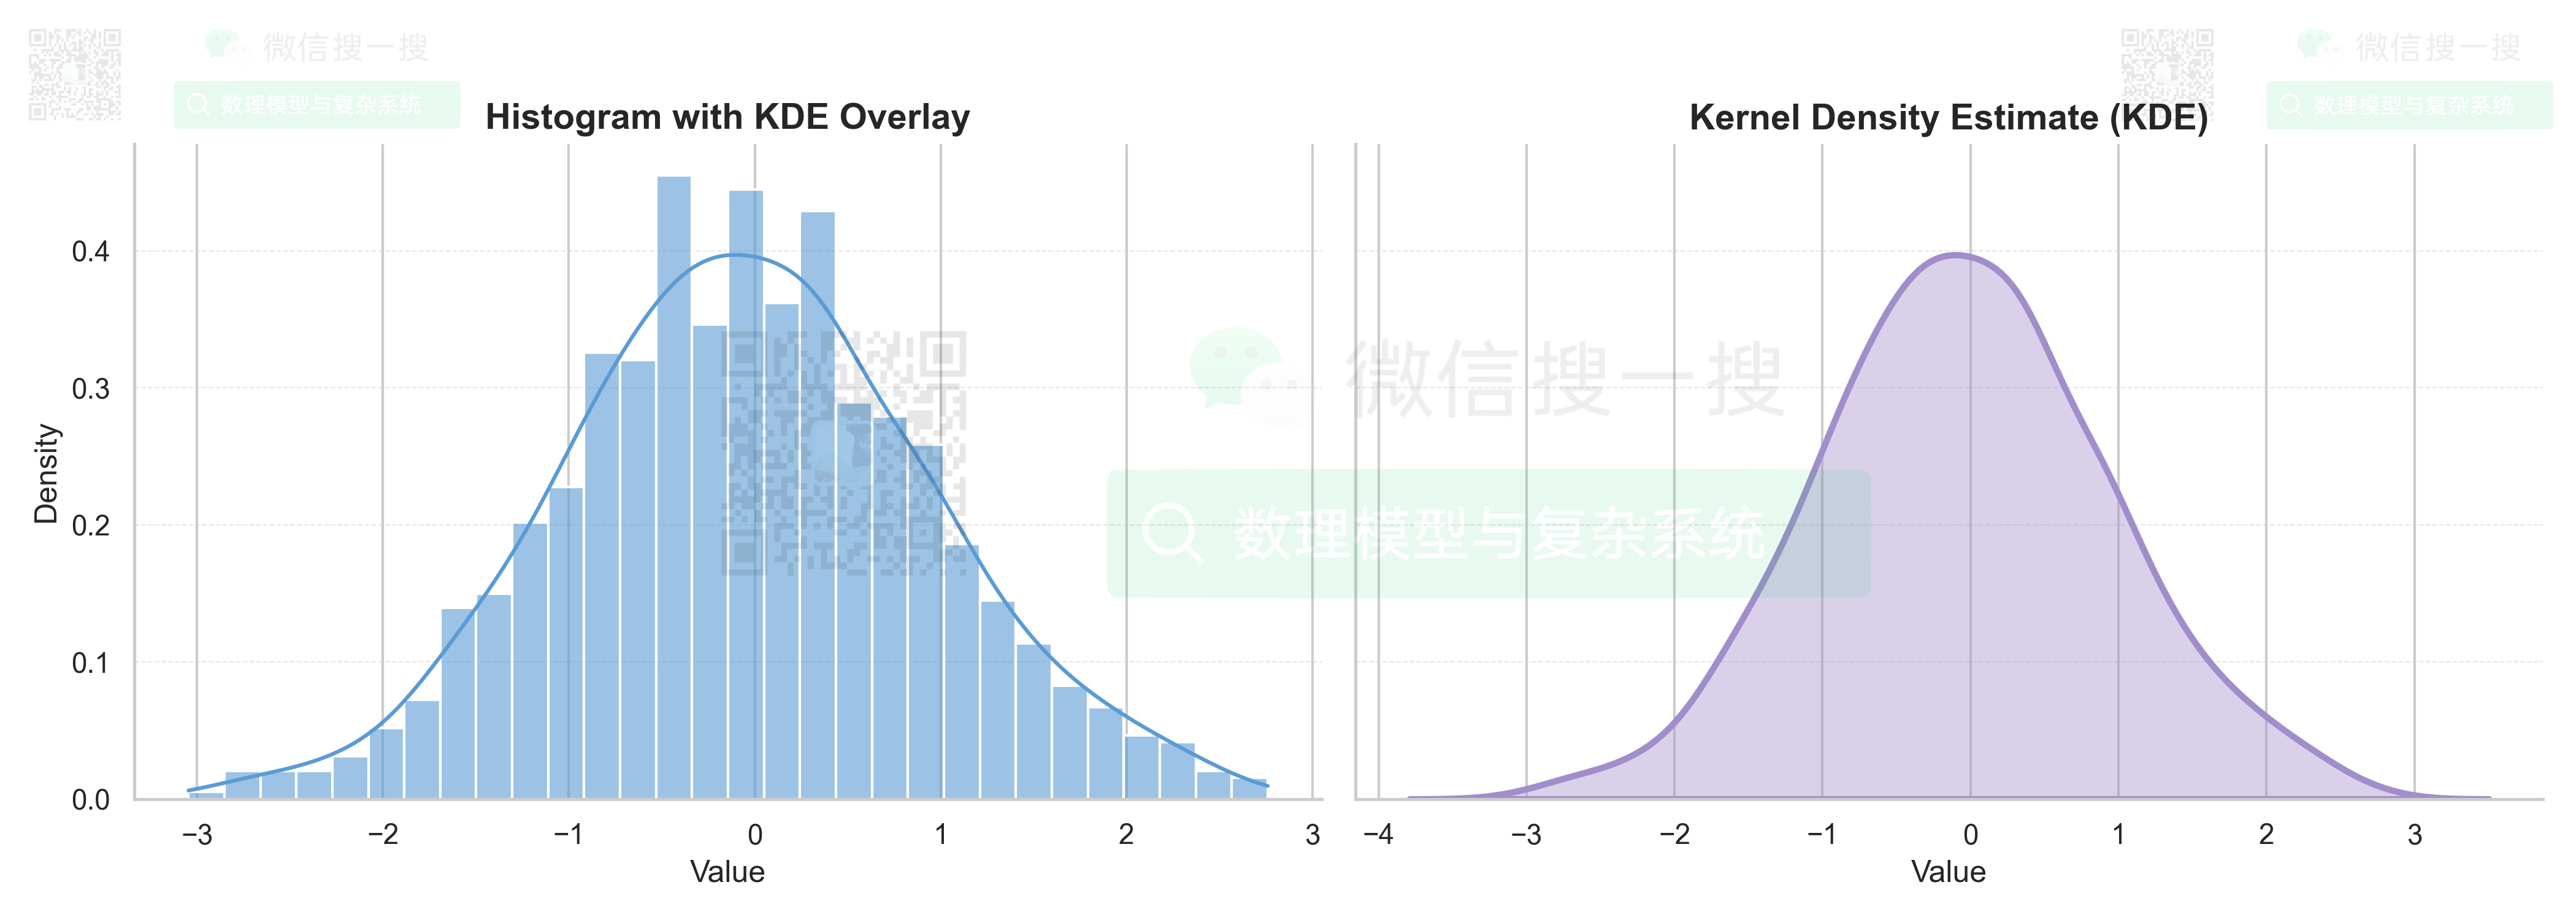 微信搜一搜
数理模型与复杂系统
微信搜一搜
数理模型与复杂系统
Histogram with KDE Overlay
Kernel Density Estimate (KDE)
0.4
0.3
0.2
0.1
0.0
Density
−3
−2
−1
0
1
2
3
Value
微信搜一搜
数理模型与复杂系统
−4
−3
−2
−1
0
1
2
3
Value